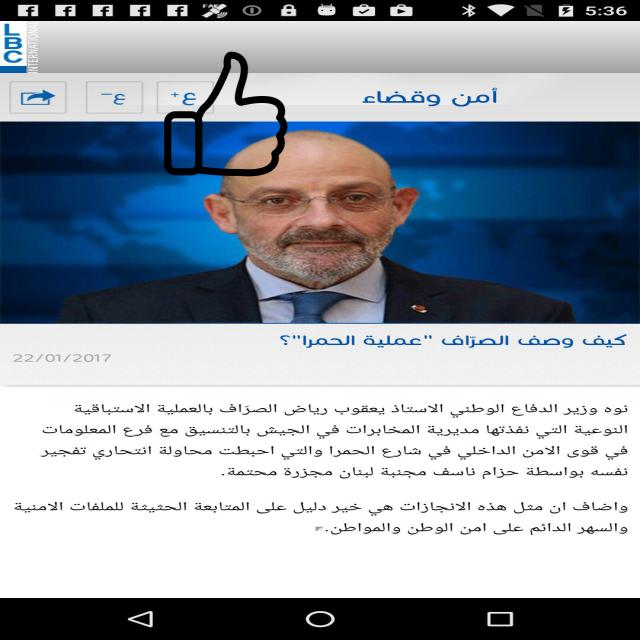 5:36
LBC
INTERNATIONAL
ع- ع+ أمن وقضاء
كيف وصف الصرّاف "عملية الحمرا"؟
22/01/2017
نوه وزير الدفاع الوطني الاستاذ يعقوب رياض الصرّاف بالعملية الاستباقية
النوعية التي نفذتها مديرية المخابرات في الجيش بالتنسيق مع فرع المعلومات
في قوى الامن الداخلي في شارع الحمرا والتي احبطت محاولة انتحاري تفجير
نفسه بواسطة حزام ناسف مجنبة لبنان مجزرة محتمة.
واضاف ان مثل هذه الانجازات هي خير دليل على المتابعة الحثيثة للملفات الامنية
والسهر الدائم على امن الوطن والمواطن.